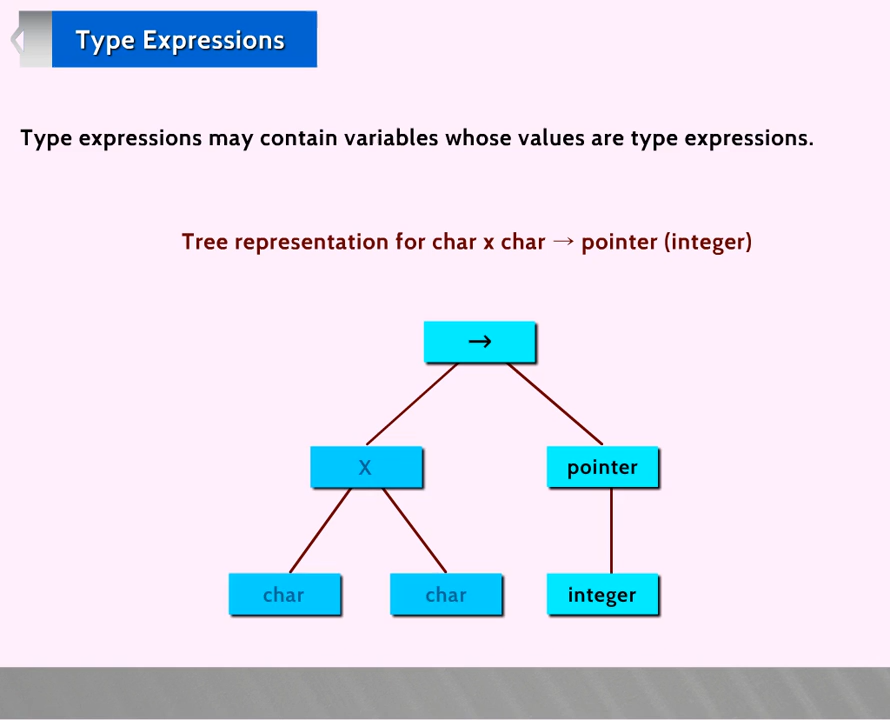 Type Expressions
Type expressions may contain variables whose values are type expressions.
Tree representation for char x char → pointer (integer)
→
X
pointer
char
char
integer